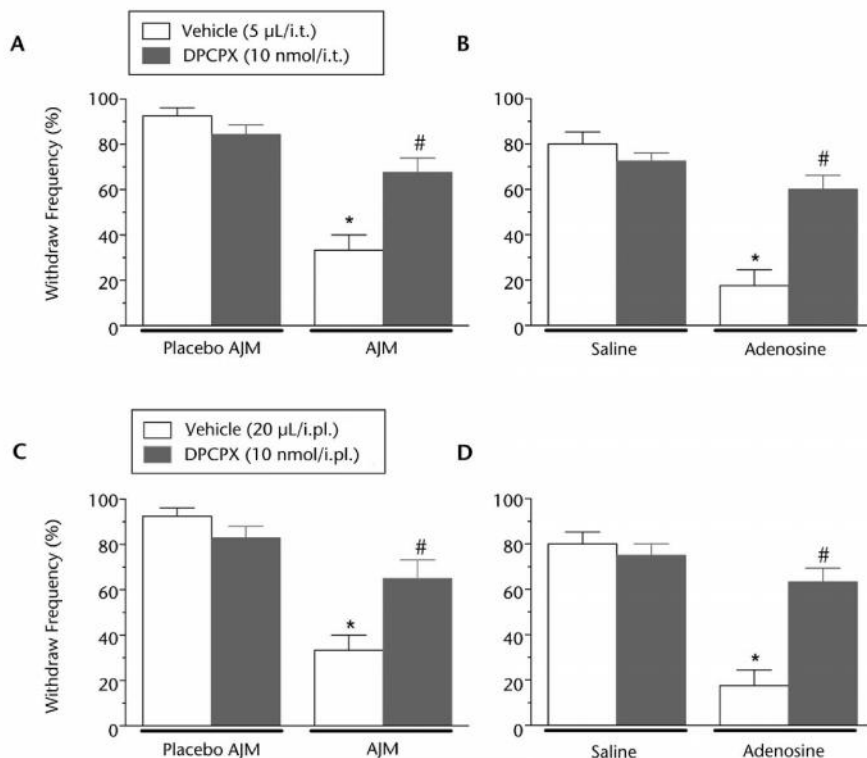 Vehicle (5 µL/i.t.)
DPCPX (10 nmol/i.t.)
A
B
Withdraw Frequency (%)
100
80
60
40
20
0
*
#
Placebo AJM
AJM
100
80
60
40
20
0
*
#
Saline
Adenosine
Vehicle (20 µL/i.pl.)
DPCPX (10 nmol/i.pl.)
C
D
Withdraw Frequency (%)
100
80
60
40
20
0
*
#
Placebo AJM
AJM
100
80
60
40
20
0
*
#
Saline
Adenosine